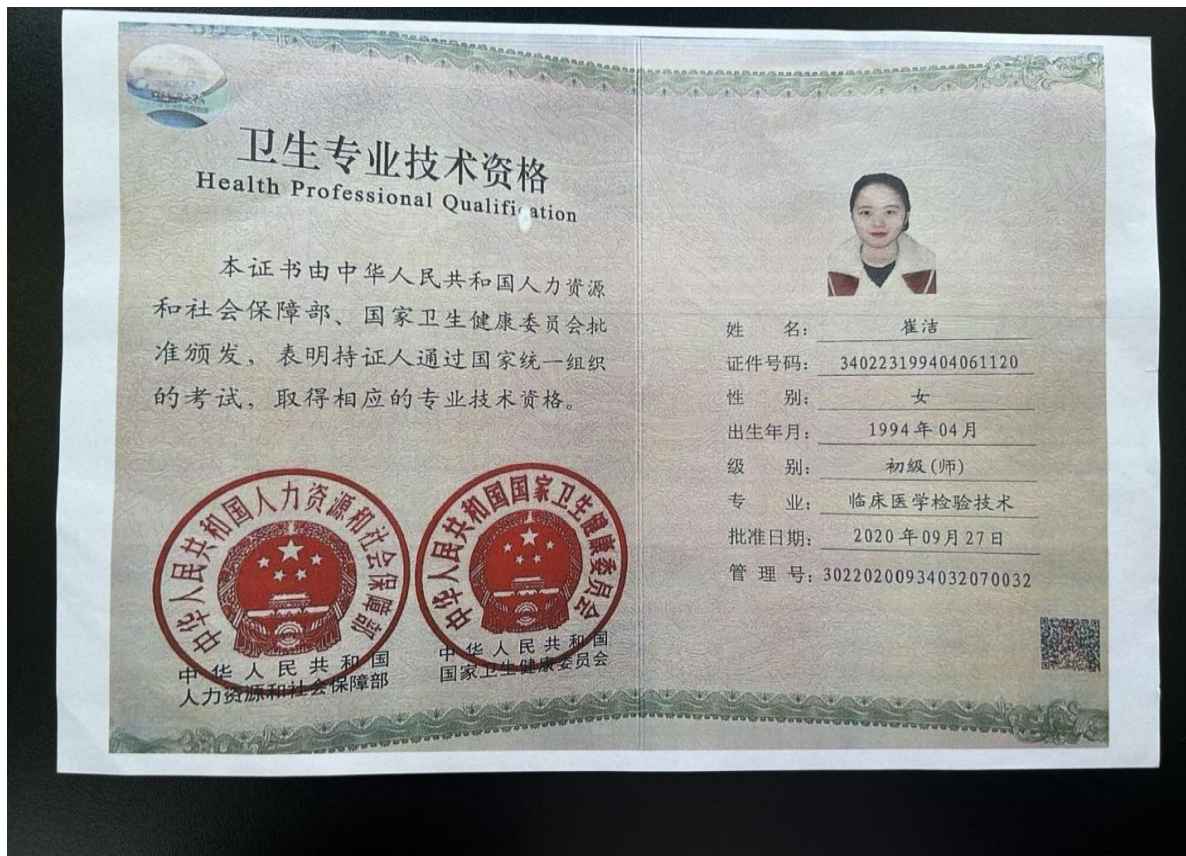 卫生专业技术资格
Health Professional Qualification
本证书由中华人民共和国人力资源
和社会保障部、国家卫生健康委员会批
准颁发，表明持证人通过国家统一组织
的考试，取得相应的专业技术资格。
中华人民共和国人力资源和社会保障部
中华人民共和国
人力资源和社会保障部
中华人民共和国国家卫生健康委员会
中华人民共和国
国家卫生健康委员会
姓 名： 崔洁
证件号码： 340223199404061120
性 别： 女
出生年月： 1994年04月
级 别： 初级(师)
专 业： 临床医学检验技术
批准日期： 2020年09月27日
管 理 号： 30220200934032070032